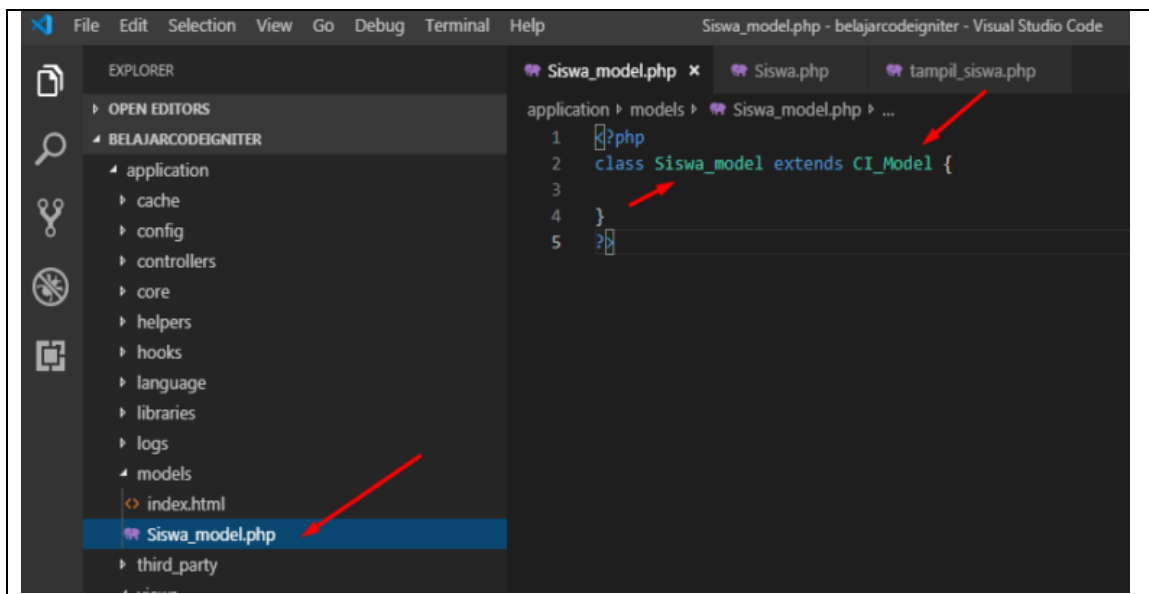 File Edit Selection View Go Debug Terminal Help Siswa_model.php - belajarcodeigniter - Visual Studio Code
EXPLORER
OPEN EDITORS
BELAJARCODEIGNITER
application
cache
config
controllers
core
helpers
hooks
language
libraries
logs
models
index.html
Siswa_model.php
third_party
Siswa_model.php × Siswa.php tampil_siswa.php
application models Siswa_model.php ...
1 <?php
2 class Siswa_model extends CI_Model {
3
4 }
5 ?>